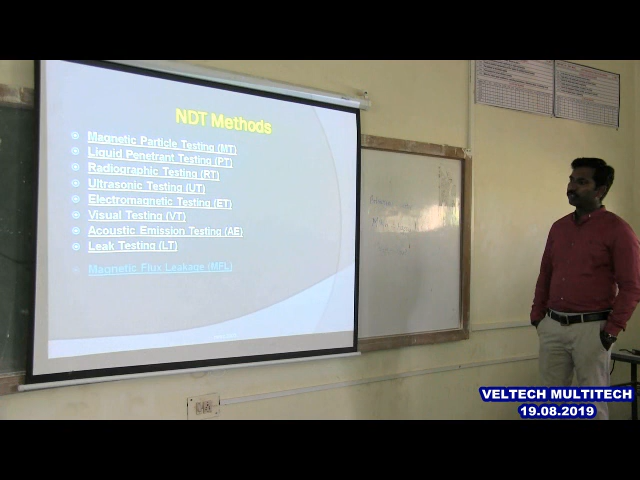 NDT Methods
Magnetic Particle Testing (MT)
Liquid Penetrant Testing (PT)
Radiographic Testing (RT)
Ultrasonic Testing (UT)
Electromagnetic Testing (ET)
Visual Testing (VT)
Acoustic Emission Testing (AE)
Leak Testing (LT)
Magnetic Flux Leakage (MFL)
VELTECH MULTITECH
19.08.2019